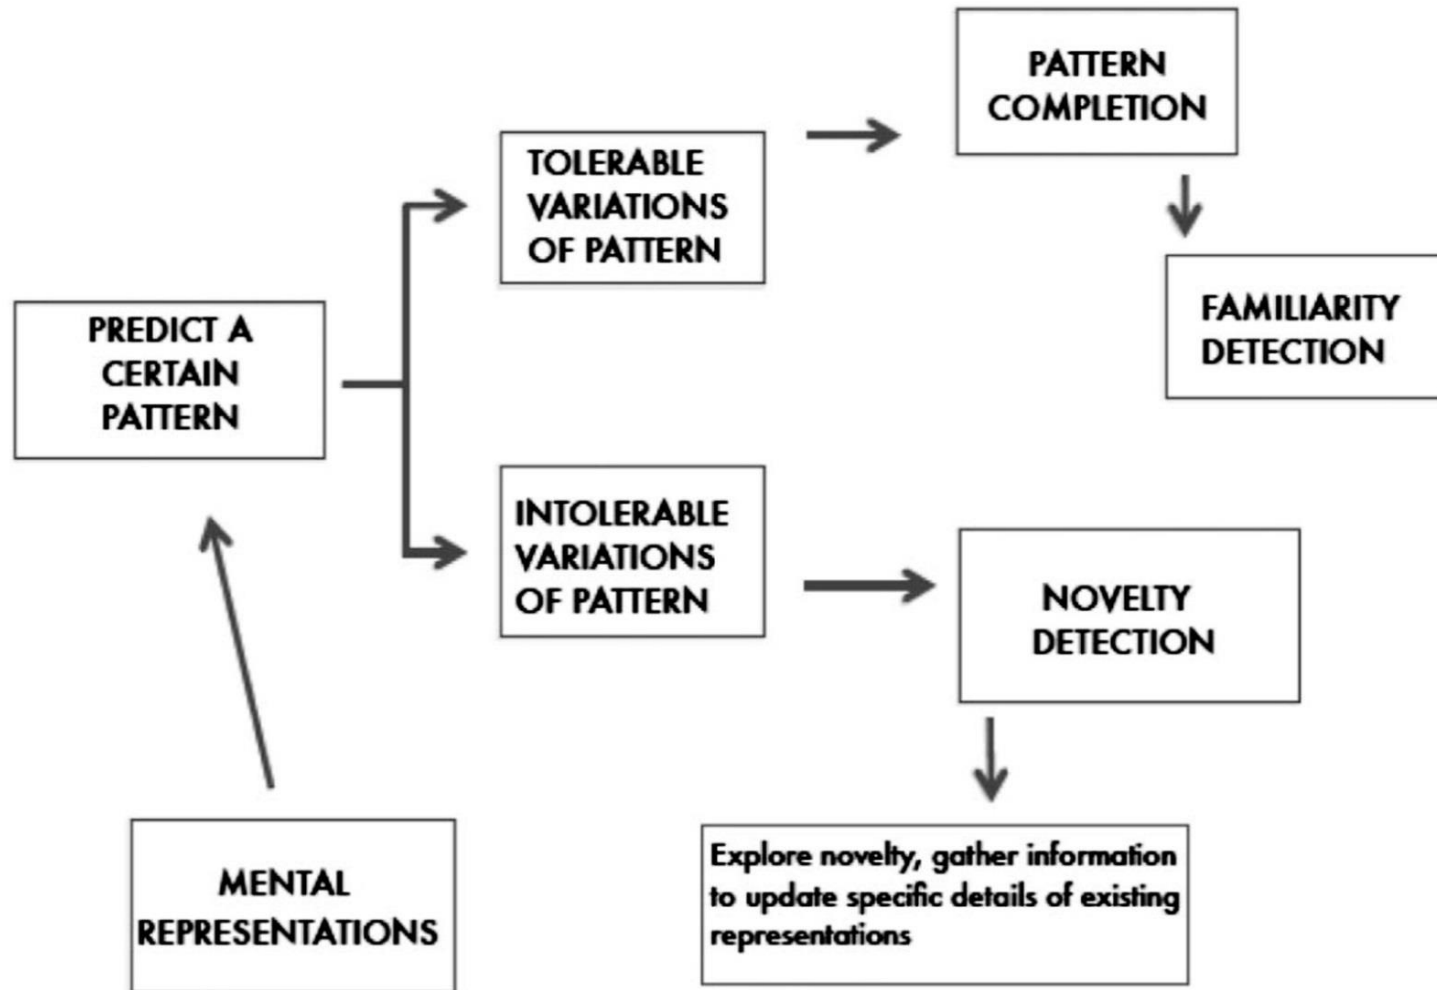 PATTERN
COMPLETION
TOLERABLE
VARIATIONS
OF PATTERN
FAMILIARITY
DETECTION
PREDICT A
CERTAIN
PATTERN
INTOLERABLE
VARIATIONS
OF PATTERN
NOVELTY
DETECTION
MENTAL
REPRESENTATIONS
Explore novelty, gather information
to update specific details of existing
representations